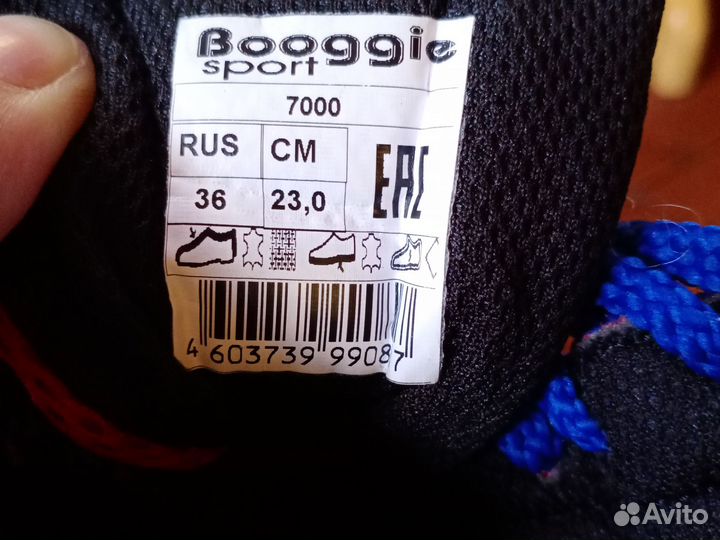 Booggie
sport
7000
RUS CM
36 23,0
EAC
4 603739 99087
Avito